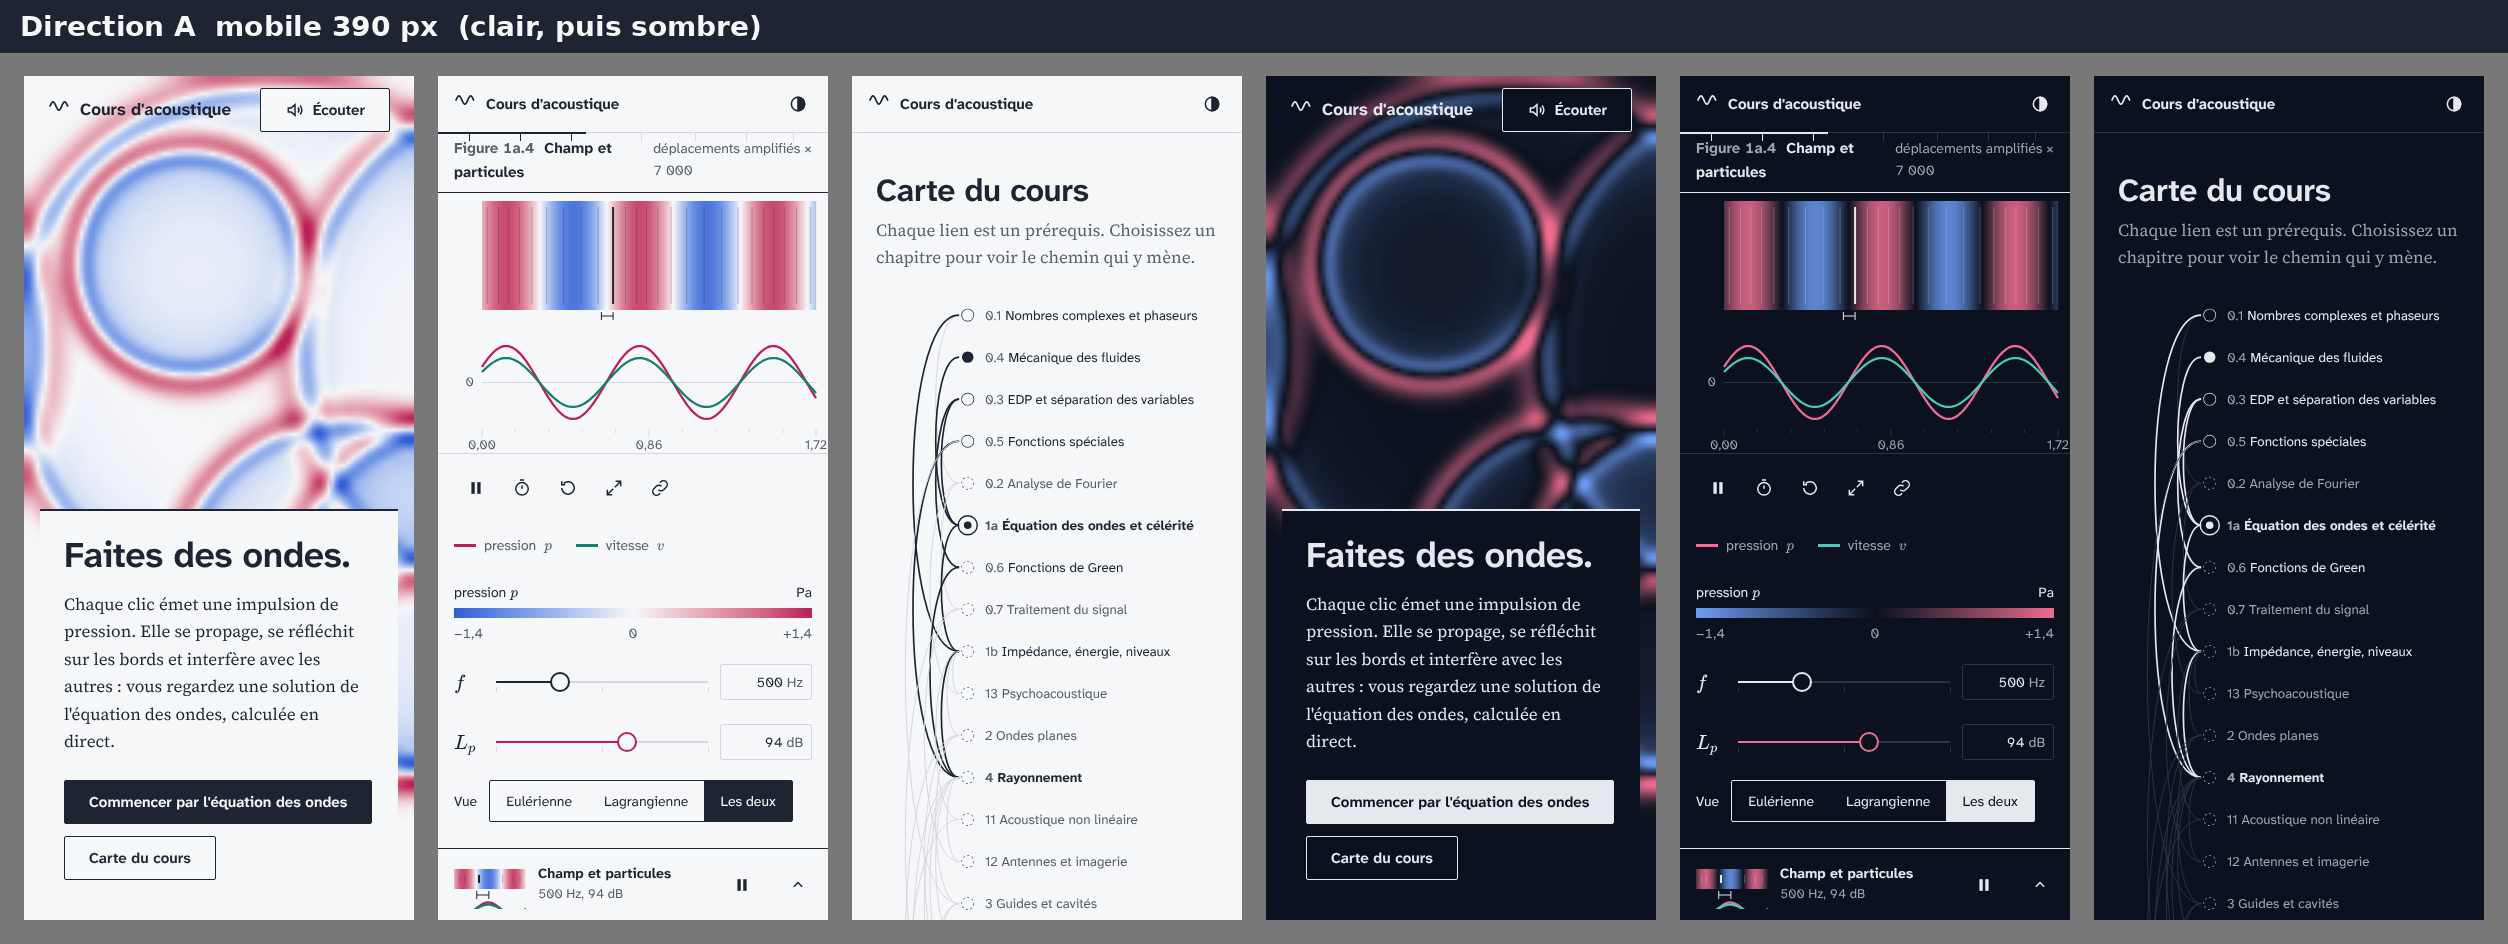 Direction A  mobile 390 px  (clair, puis sombre)
Cours d'acoustique
Écouter
Faites des ondes.
Chaque clic émet une impulsion de
pression. Elle se propage, se réfléchit
sur les bords et interfère avec les
autres : vous regardez une solution de
l'équation des ondes, calculée en
direct.
Commencer par l'équation des ondes
Carte du cours
Cours d'acoustique
Figure 1a.4 Champ et
particules
déplacements amplifiés ×
7 000
0
0,00 0,86 1,72
pression p vitesse v
pression p Pa
−1,4 0 +1,4
f 500 Hz
Lp 94 dB
Vue Eulérienne Lagrangienne Les deux
Champ et particules
500 Hz, 94 dB
Cours d'acoustique
Carte du cours
Chaque lien est un prérequis. Choisissez un
chapitre pour voir le chemin qui y mène.
0.1 Nombres complexes et phaseurs
0.4 Mécanique des fluides
0.3 EDP et séparation des variables
0.5 Fonctions spéciales
0.2 Analyse de Fourier
1a Équation des ondes et célérité
0.6 Fonctions de Green
0.7 Traitement du signal
1b Impédance, énergie, niveaux
13 Psychoacoustique
2 Ondes planes
4 Rayonnement
11 Acoustique non linéaire
12 Antennes et imagerie
3 Guides et cavités
Cours d'acoustique
Écouter
Faites des ondes.
Chaque clic émet une impulsion de
pression. Elle se propage, se réfléchit
sur les bords et interfère avec les
autres : vous regardez une solution de
l'équation des ondes, calculée en
direct.
Commencer par l'équation des ondes
Carte du cours
Cours d'acoustique
Figure 1a.4 Champ et
particules
déplacements amplifiés ×
7 000
0
0,00 0,86 1,72
pression p vitesse v
pression p Pa
−1,4 0 +1,4
f 500 Hz
Lp 94 dB
Vue Eulérienne Lagrangienne Les deux
Champ et particules
500 Hz, 94 dB
Cours d'acoustique
Carte du cours
Chaque lien est un prérequis. Choisissez un
chapitre pour voir le chemin qui y mène.
0.1 Nombres complexes et phaseurs
0.4 Mécanique des fluides
0.3 EDP et séparation des variables
0.5 Fonctions spéciales
0.2 Analyse de Fourier
1a Équation des ondes et célérité
0.6 Fonctions de Green
0.7 Traitement du signal
1b Impédance, énergie, niveaux
13 Psychoacoustique
2 Ondes planes
4 Rayonnement
11 Acoustique non linéaire
12 Antennes et imagerie
3 Guides et cavités